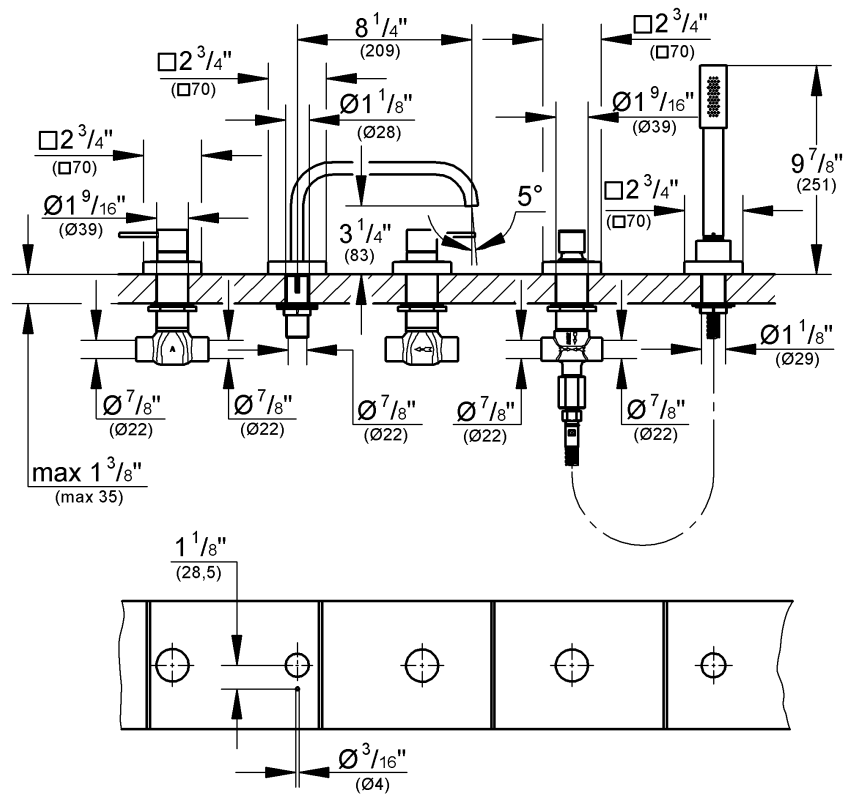 8 1/4"
(209)
□2 3/4"
(□70)
□2 3/4"
(□70)
Ø1 1/8"
(Ø28)
Ø1 9/16"
(Ø39)
□2 3/4"
(□70)
9 7/8"
(251)
□2 3/4"
(□70)
Ø1 9/16"
(Ø39)
5°
3 1/4"
(83)
A
Ø1 1/8"
(Ø29)
Ø 7/8"
(Ø22)
Ø 7/8"
(Ø22)
Ø 7/8"
(Ø22)
Ø 7/8"
(Ø22)
Ø 7/8"
(Ø22)
max 1 3/8"
(max 35)
1 1/8"
(28,5)
Ø 3/16"
(Ø4)